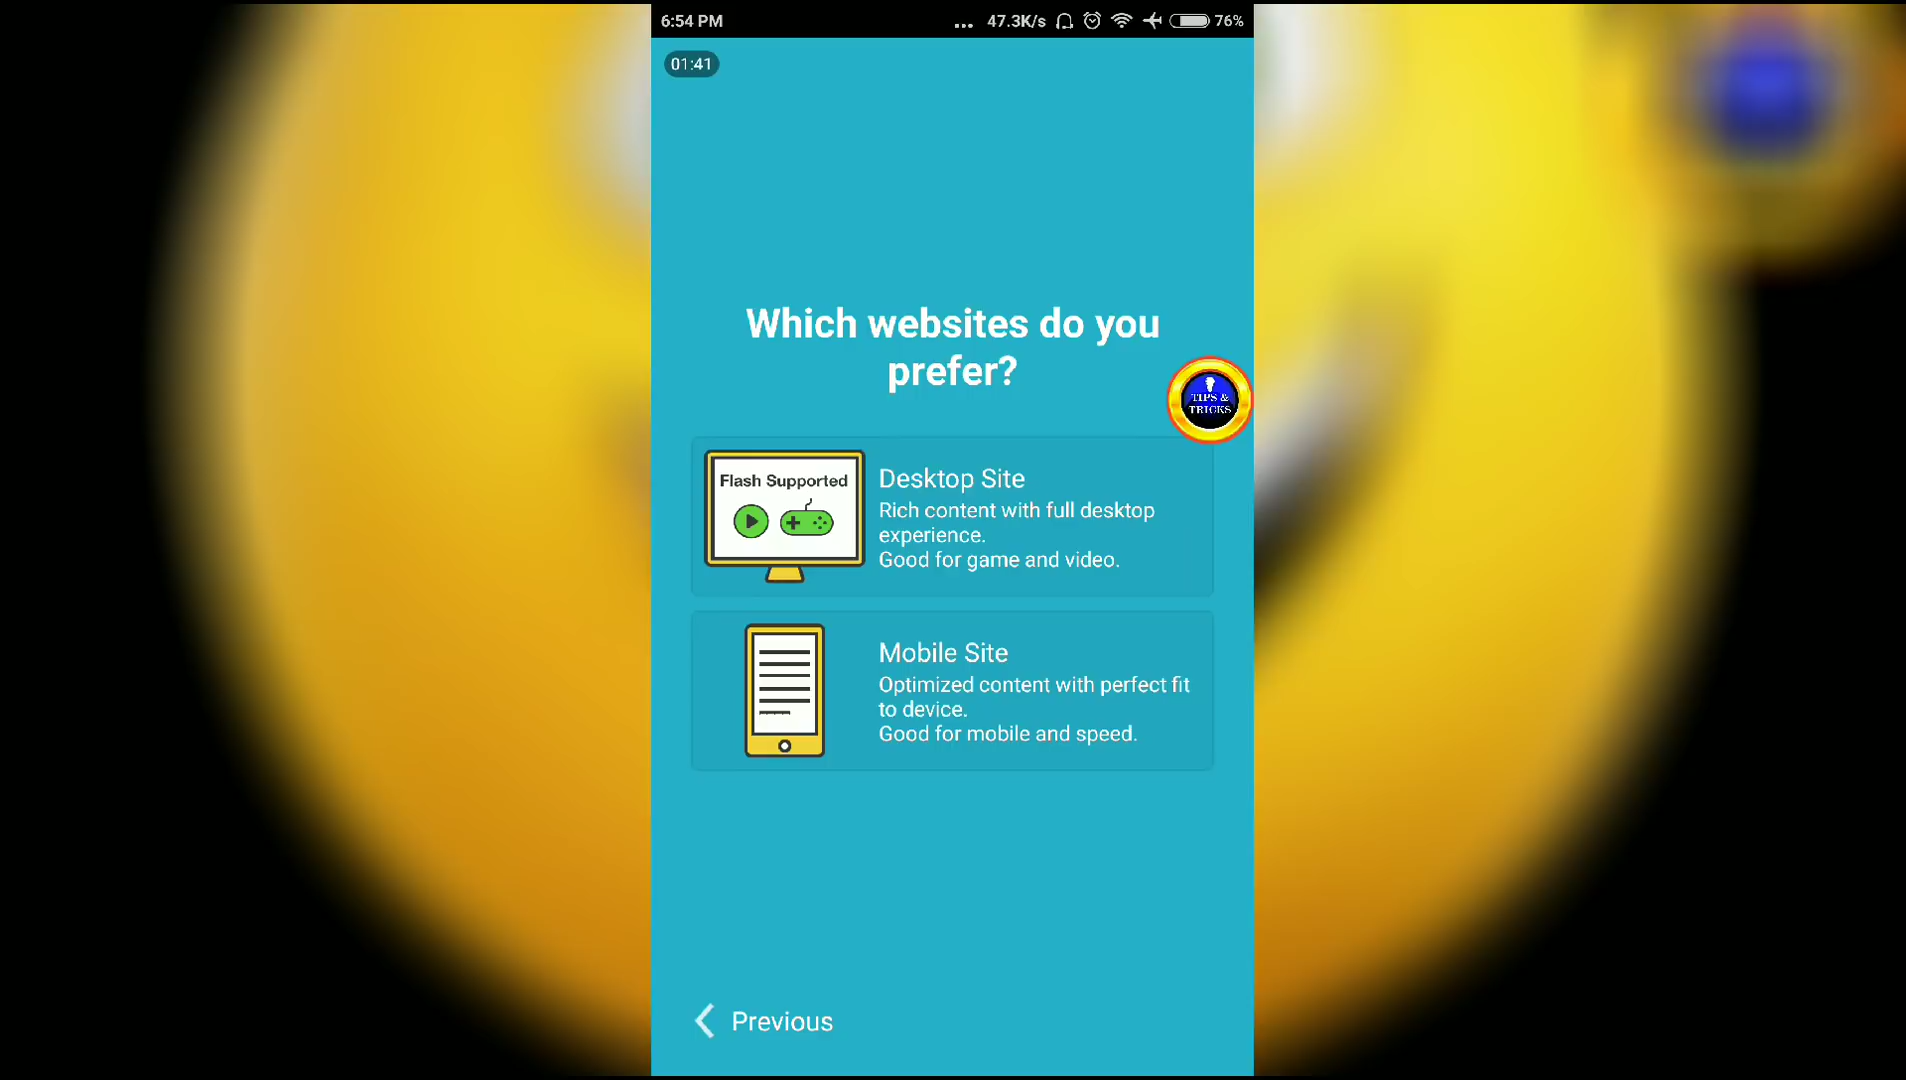 6:54 PM
... 47.3K/s 76%
01:41
Which websites do you
prefer?
TIPS &
TRICKS
Flash Supported
Desktop Site
Rich content with full desktop
experience.
Good for game and video.
Mobile Site
Optimized content with perfect fit
to device.
Good for mobile and speed.
Previous